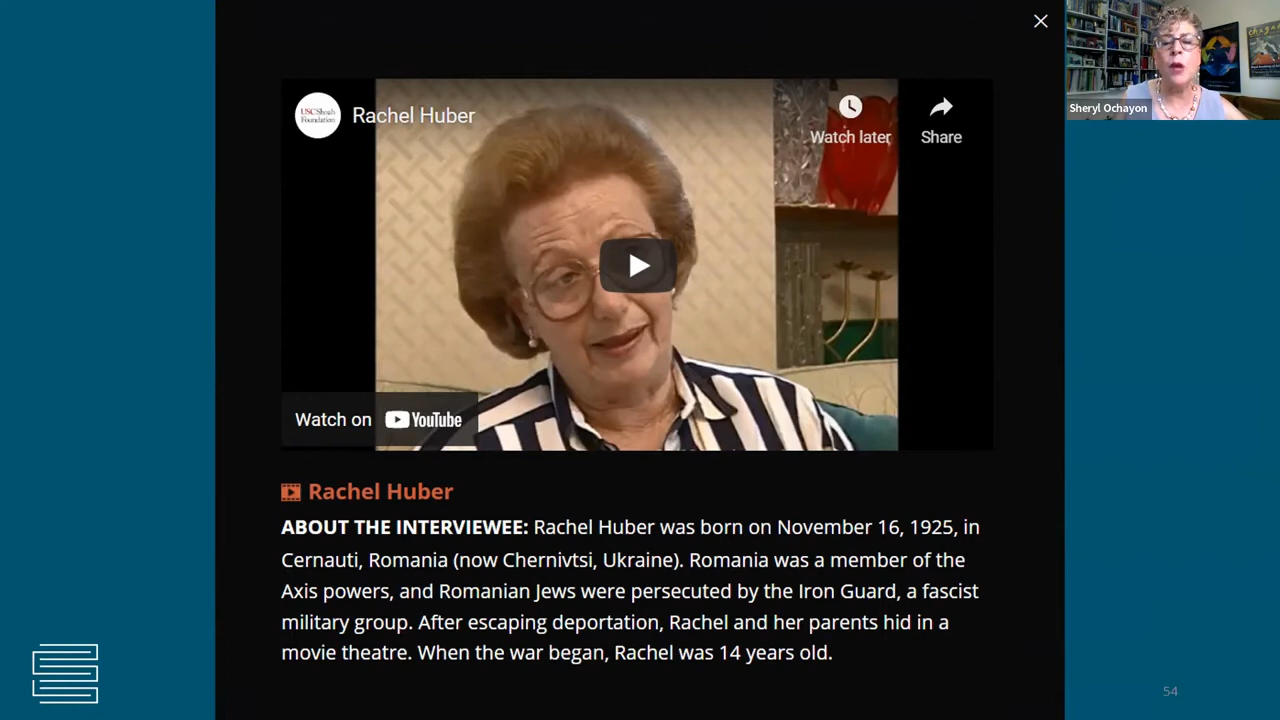 USC Shoah
Foundation
Rachel Huber
Watch later
Share
Sheryl Ochayon
Watch on YouTube
Rachel Huber
ABOUT THE INTERVIEWEE: Rachel Huber was born on November 16, 1925, in
Cernauti, Romania (now Chernivtsi, Ukraine). Romania was a member of the
Axis powers, and Romanian Jews were persecuted by the Iron Guard, a fascist
military group. After escaping deportation, Rachel and her parents hid in a
movie theatre. When the war began, Rachel was 14 years old.
54